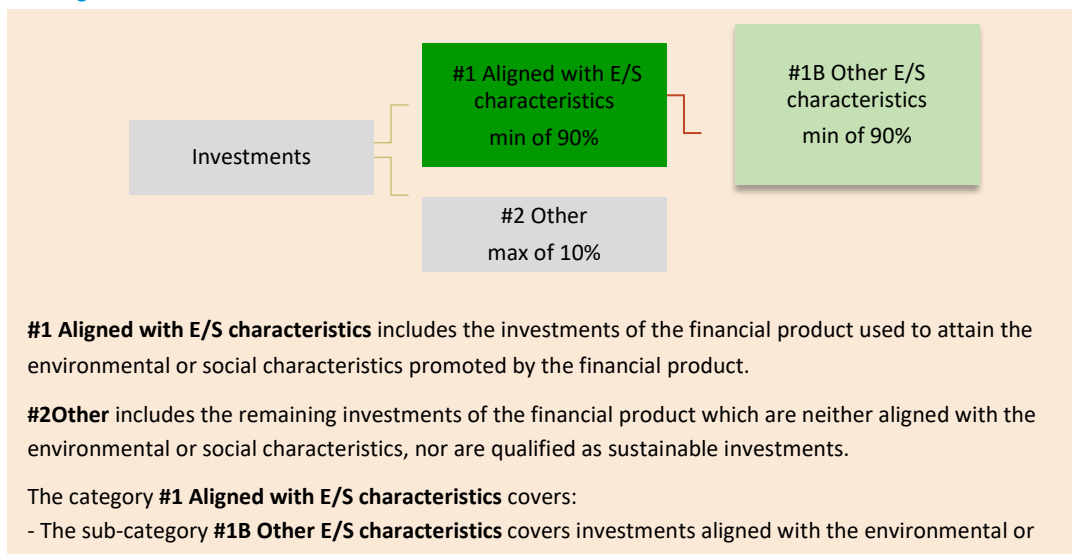 #1 Aligned with E/S
characteristics
min of 90%
#1B Other E/S
characteristics
min of 90%
Investments
#2 Other
max of 10%
#1 Aligned with E/S characteristics includes the investments of the financial product used to attain the
environmental or social characteristics promoted by the financial product.
#2Other includes the remaining investments of the financial product which are neither aligned with the
environmental or social characteristics, nor are qualified as sustainable investments.
The category #1 Aligned with E/S characteristics covers:
- The sub-category #1B Other E/S characteristics covers investments aligned with the environmental or